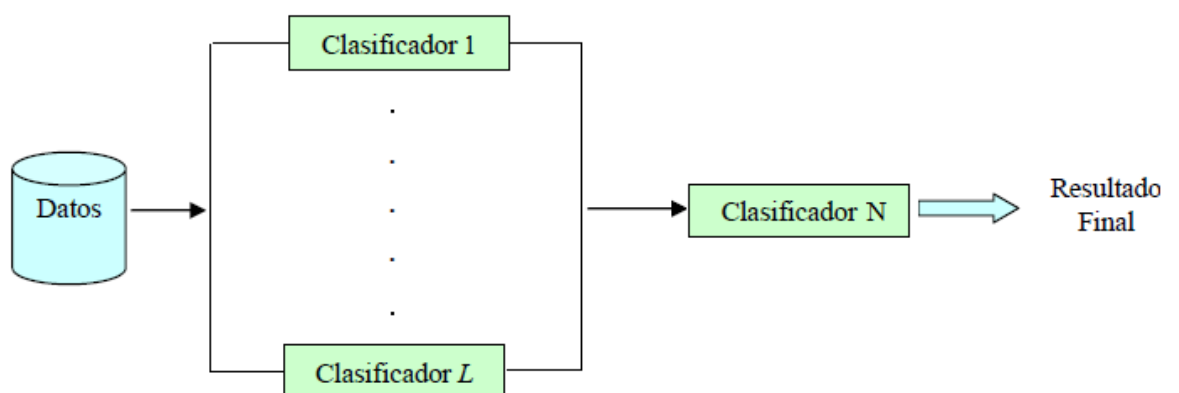 Clasificador 1
Datos
Clasificador N
Resultado
Final
Clasificador L